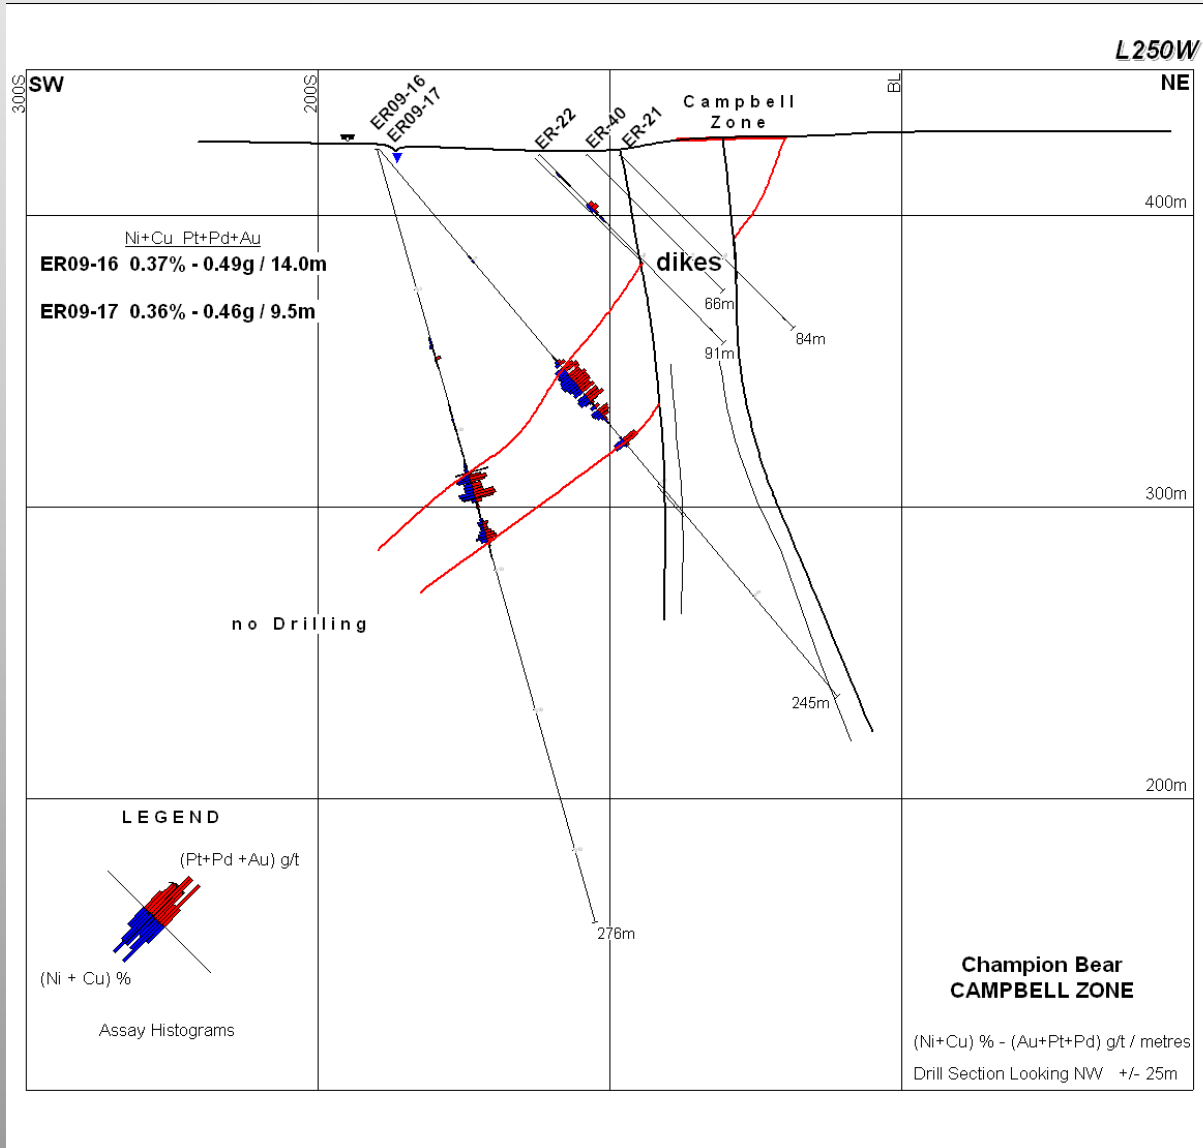 L250W
300S
SW
200S
ER09-16
ER09-17
ER-22
ER-40
ER-21
Campbell
Zone
BL
NE
400m
Ni+Cu Pt+Pd+Au
ER09-16 0.37% - 0.49g / 14.0m
ER09-17 0.36% - 0.46g / 9.5m
dikes
66m
84m
91m
300m
no Drilling
245m
200m
LEGEND
(Pt+Pd +Au) g/t
(Ni + Cu) %
Assay Histograms
276m
Champion Bear
CAMPBELL ZONE
(Ni+Cu) % - (Au+Pt+Pd) g/t / metres
Drill Section Looking NW +/- 25m